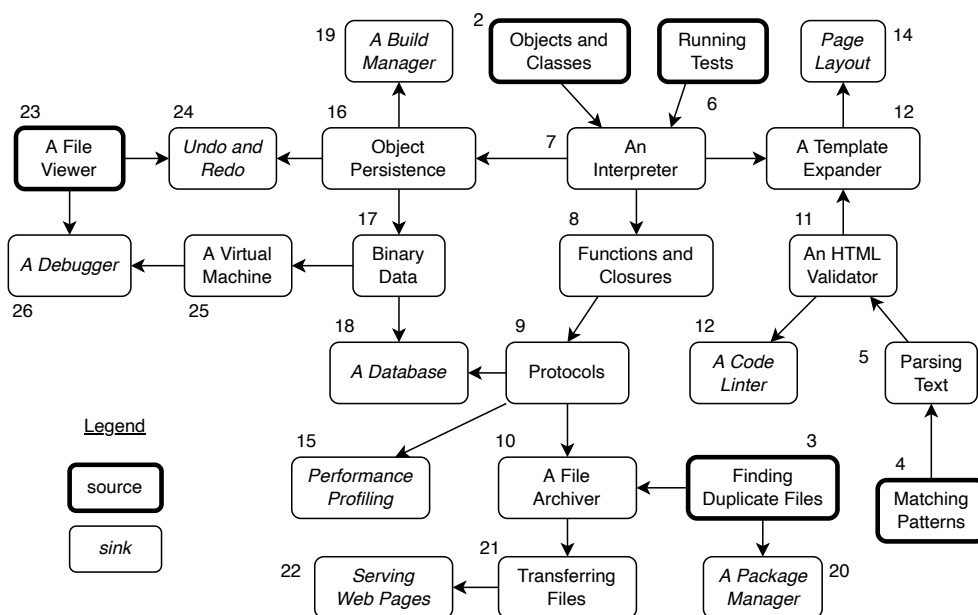 19
A Build
Manager
2
Objects and
Classes
Running
Tests
6
Page
Layout
14
23
A File
Viewer
24
Undo and
Redo
16
Object
Persistence
7
An
Interpreter
12
A Template
Expander
A Debugger
26
A Virtual
Machine
25
17
Binary
Data
8
Functions and
Closures
11
An HTML
Validator
18
A Database
9
Protocols
12
A Code
Linter
5
Parsing
Text
Legend
source
sink
15
Performance
Profiling
10
A File
Archiver
3
Finding
Duplicate Files
4
Matching
Patterns
22
Serving
Web Pages
21
Transferring
Files
A Package
Manager
20